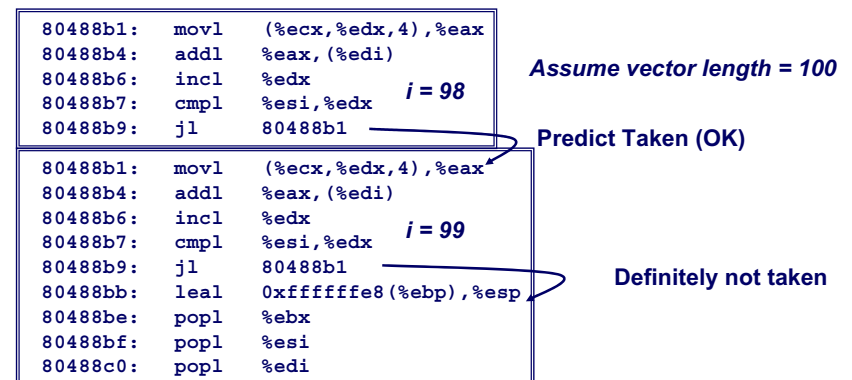 80488b1: movl (%ecx,%edx,4),%eax
80488b4: addl %eax,(%edi)
80488b6: incl %edx
80488b7: cmpl %esi,%edx
80488b9: jl 80488b1
i = 98
Assume vector length = 100
Predict Taken (OK)
80488b1: movl (%ecx,%edx,4),%eax
80488b4: addl %eax,(%edi)
80488b6: incl %edx
80488b7: cmpl %esi,%edx
80488b9: jl 80488b1
i = 99
80488bb: leal 0xffffffe8(%ebp),%esp
Definitely not taken
80488be: popl %ebx
80488bf: popl %esi
80488c0: popl %edi